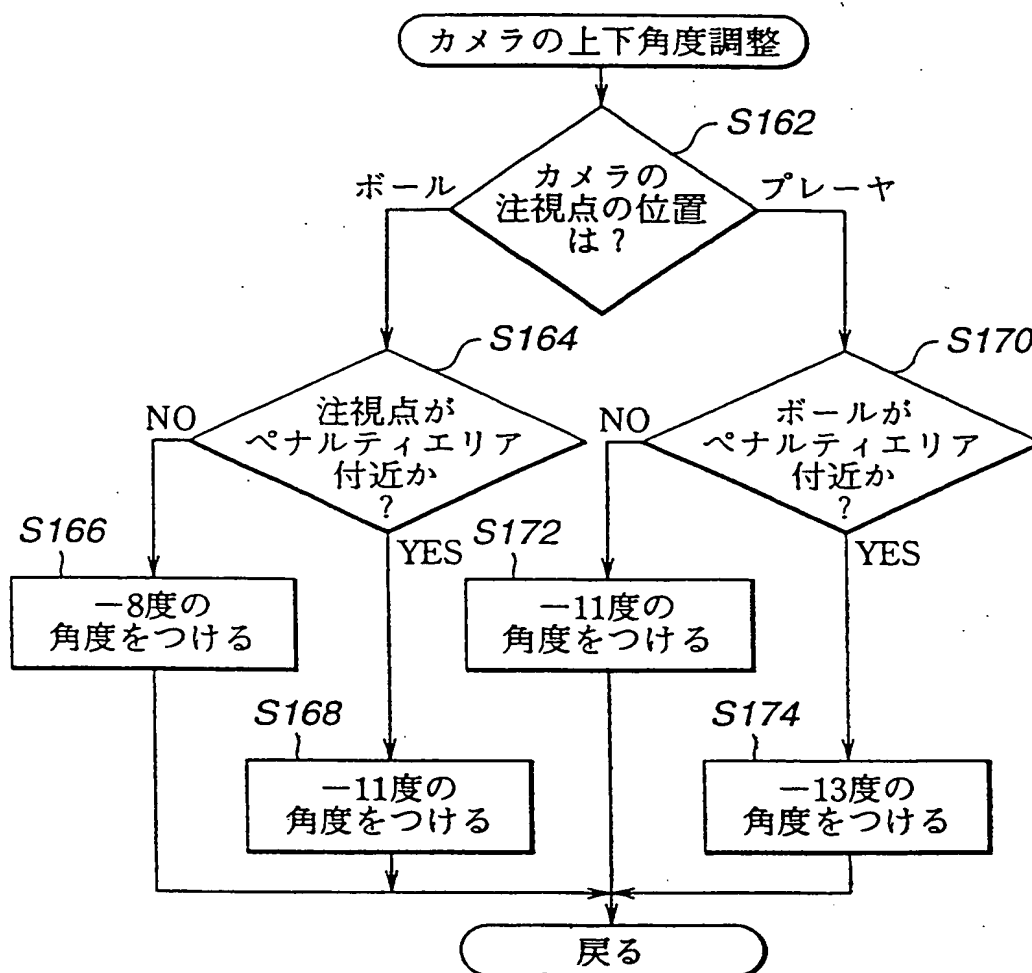 カメラの上下角度調整
S162
カメラの
注視点の位置
は？
ボール
プレーヤ
S164
注視点が
ペナルティエリア
付近か
？
NO
YES
S170
ボールが
ペナルティエリア
付近か
？
NO
YES
S166
－8度の
角度をつける
S172
－11度の
角度をつける
S168
－11度の
角度をつける
S174
－13度の
角度をつける
戻る